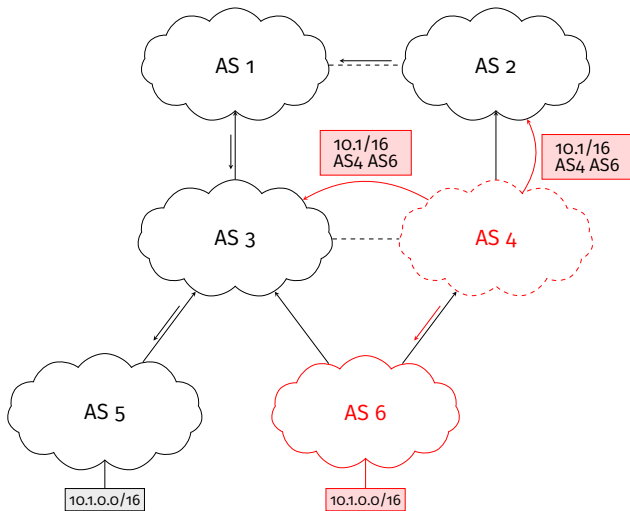 AS 1
AS 2
10.1/16
AS4 AS6
10.1/16
AS4 AS6
AS 3
AS 4
AS 5
AS 6
10.1.0.0/16
10.1.0.0/16